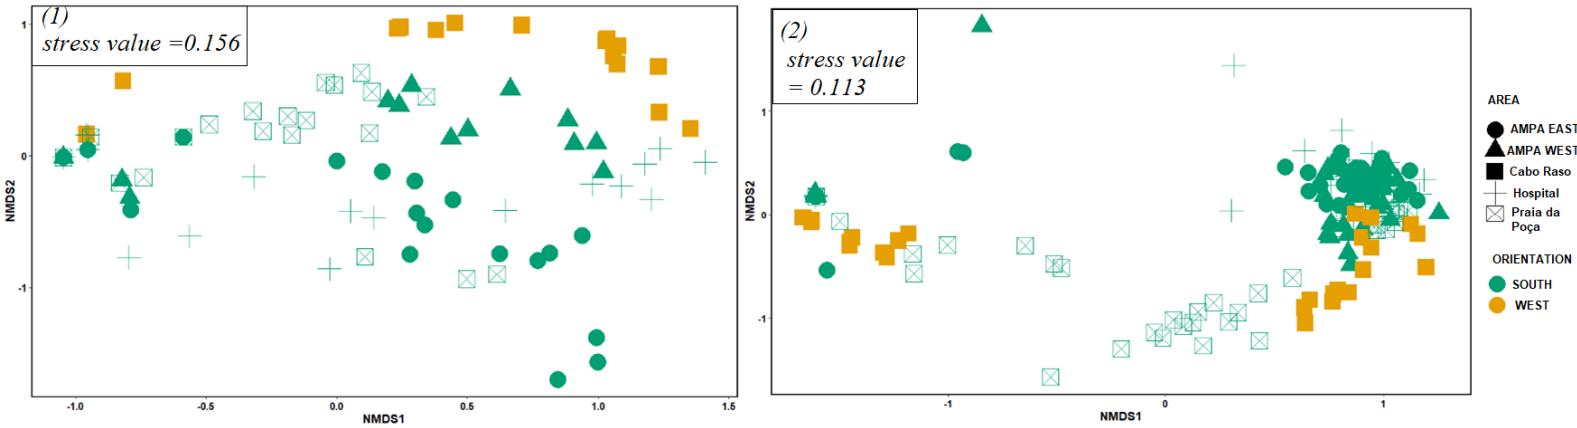 (1)
stress value =0.156
NMDS2
1
0
-1
-1.0
-0.5
0.0
0.5
1.0
1.5
NMDS1
(2)
stress value
= 0.113
NMDS2
1
0
-1
-1
0
1
NMDS1
AREA
AMPA EAST
AMPA WEST
Cabo Raso
Hospital
Praia da
Poça
ORIENTATION
SOUTH
WEST